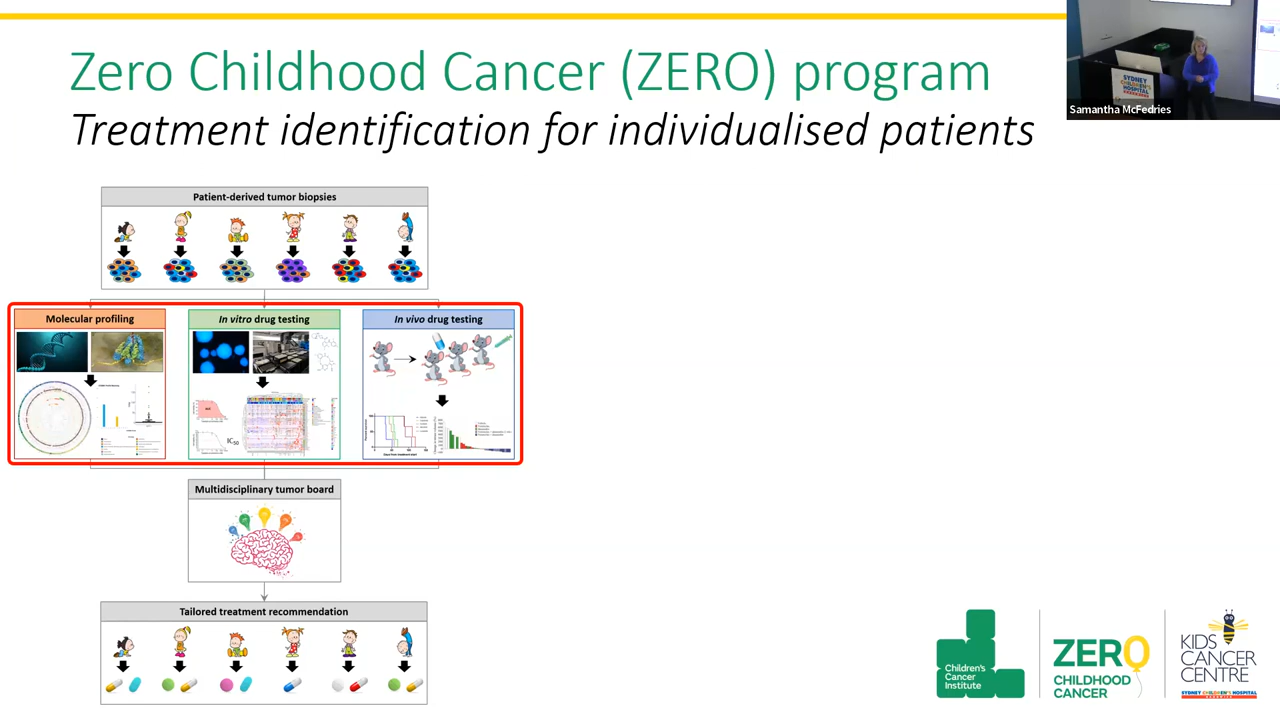 Zero Childhood Cancer (ZERO) program
Treatment identification for individualised patients
Samantha McFedries
SYDNEY
CHILDREN'S
HOSPITAL
Patient-derived tumor biopsies
Molecular profiling
In vitro drug testing
In vivo drug testing
IC50
Multidisciplinary tumor board
Tailored treatment recommendation
Children's
Cancer
Institute
ZERO
CHILDHOOD
CANCER
KIDS
CANCER
CENTRE
SYDNEY CHILDREN'S HOSPITAL